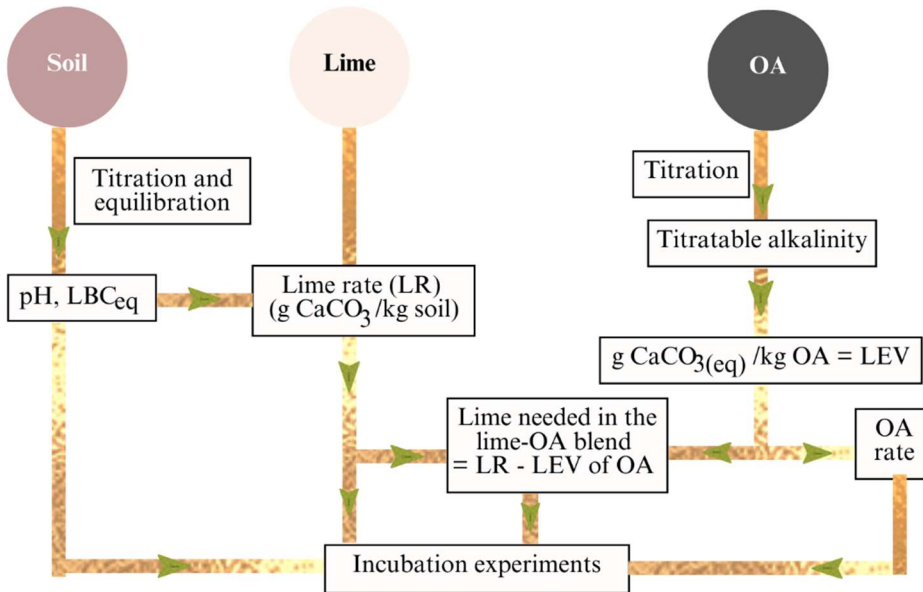 Soil
Lime
OA
Titration and
equilibration
Titration
Titratable alkalinity
pH, LBCeq
Lime rate (LR)
(g CaCO3/kg soil)
g CaCO3(eq) /kg OA = LEV
Lime needed in the
lime-OA blend
= LR - LEV of OA
OA
rate
Incubation experiments